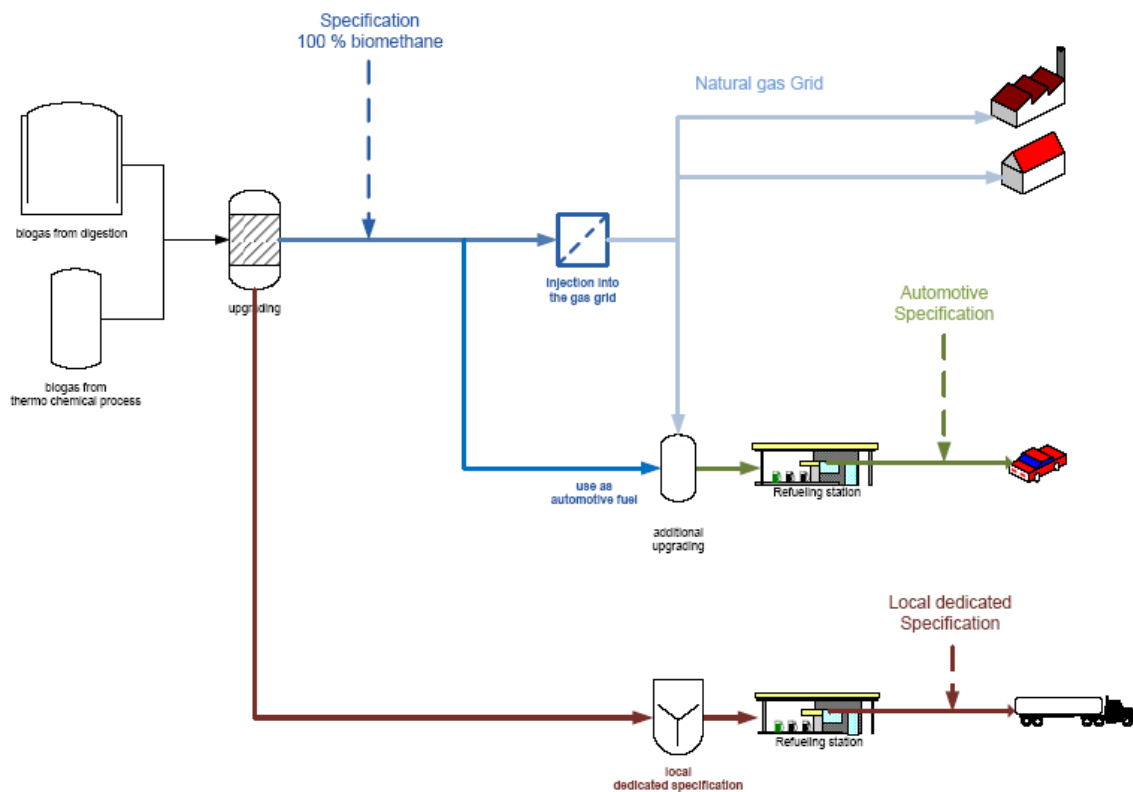 Specification
100 % biomethane
Natural gas Grid
biogas from digestion
upgrading
injection into
the gas grid
Automotive
Specification
biogas from
thermo chemical process
use as
automotive fuel
Refueling station
additional
upgrading
Local dedicated
Specification
Refueling station
local
dedicated specification